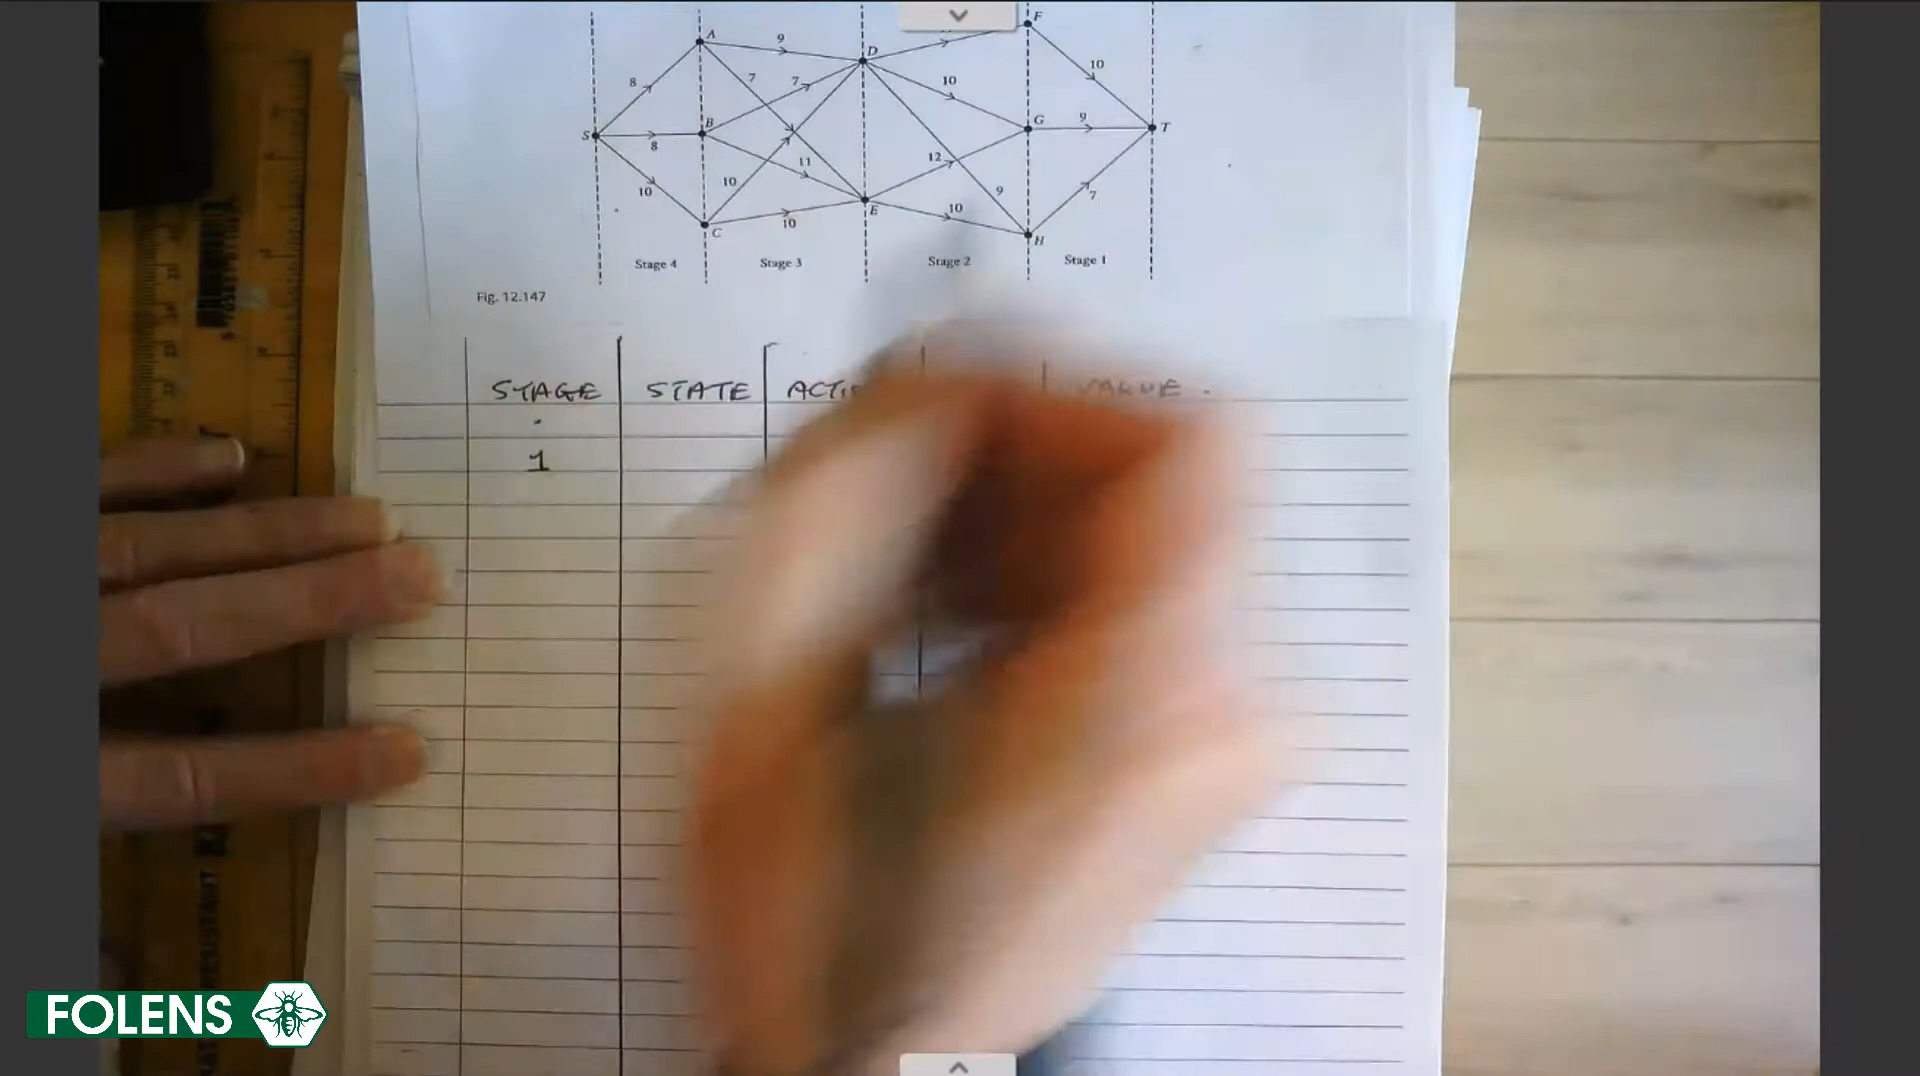 F
A
9
D
10
8
7
7
10
B
G
9
S
T
8
11
12
10
9
7
10
10
E
10
C
H
Stage 4
Stage 3
Stage 2
Stage 1
Fig. 12.147
STAGE
STATE
VALUE
1
FOLENS